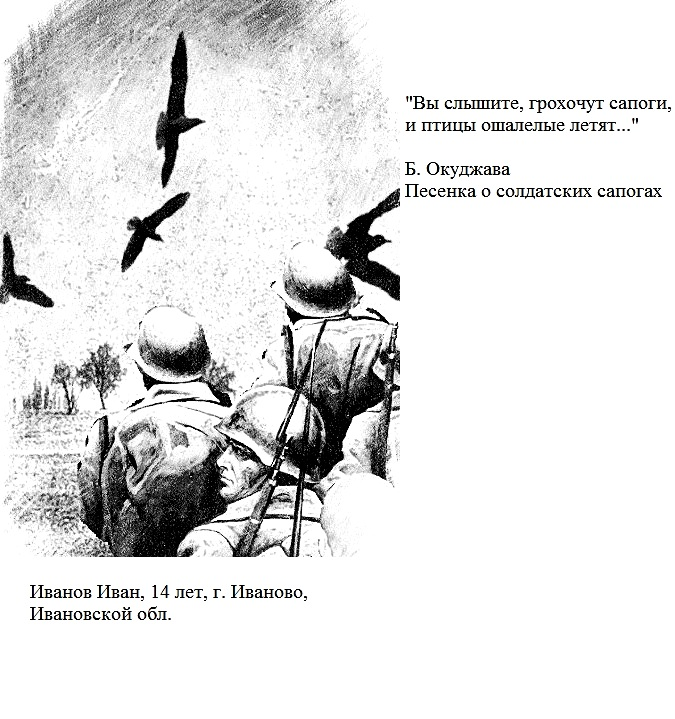 "Вы слышите, грохочут сапоги,
и птицы ошалелые летят..."
Б. Окуджава
Песенка о солдатских сапогах
Иванов Иван, 14 лет, г. Иваново,
Ивановской обл.